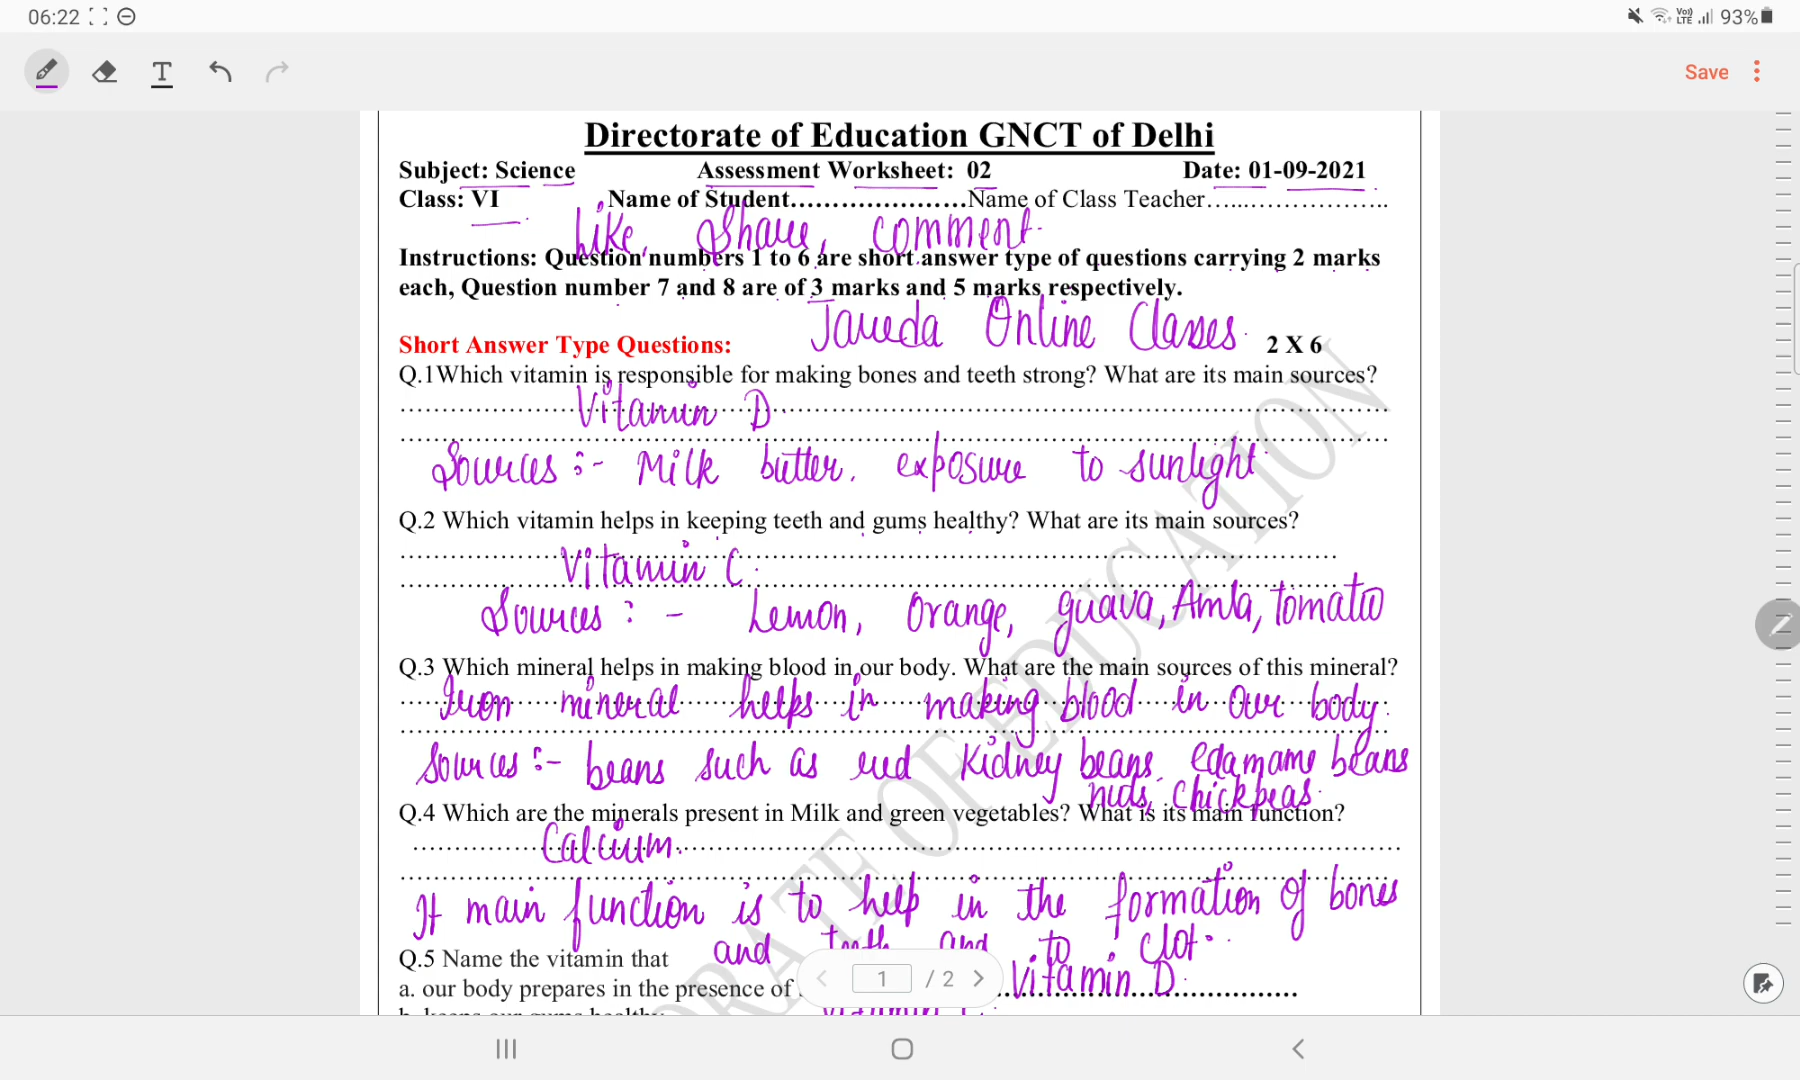 06:22
93%
Save
Directorate of Education GNCT of Delhi
Subject: Science Assessment Worksheet: 02 Date: 01-09-2021
Class: VI Name of Student..................... Name of Class Teacher…...……………..
Like, Share, comment.
Instructions: Question numbers 1 to 6 are short answer type of questions carrying 2 marks
each, Question number 7 and 8 are of 3 marks and 5 marks respectively.
Online Classes.
Short Answer Type Questions: 2 X 6
Q.1Which vitamin is responsible for making bones and teeth strong? What are its main sources?
Vitamin D.
Sources :- Milk butter. exposure to sunlight
Q.2 Which vitamin helps in keeping teeth and gums healthy? What are its main sources?
Vitamin C.
Sources : - Lemon, Orange, guava, Amla, tomato
Q.3 Which mineral helps in making blood in our body. What are the main sources of this mineral?
Iron mineral helps in making blood in our body.
Sources :- beans such as red Kidney beans, edamame beans
nuds, chickpeas.
Q.4 Which are the minerals present in Milk and green vegetables? What is its main function?
Calcium.
It main function is to help in the formation of bones
and teeth and to clot.
Q.5 Name the vitamin that
a. our body prepares in the presence of Vitamin D.
b. keeps our gums healthy
1 / 2
RATE OF EDUCATION